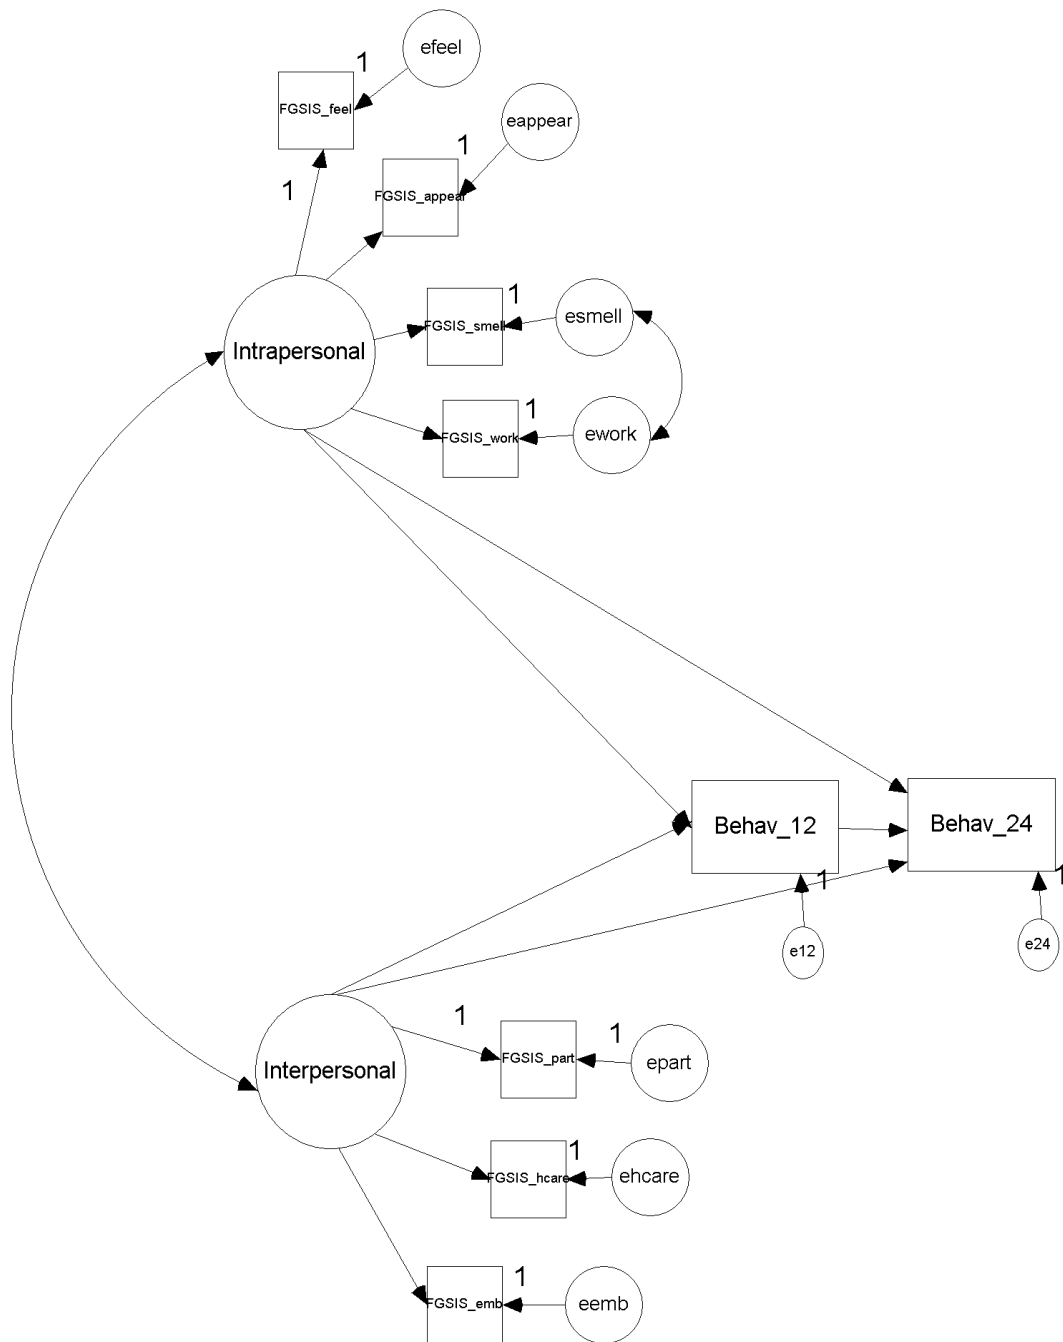 efeel
1
FGSIS_feel
eappear
1
FGSIS_appear
1
esmell
1
FGSIS_smell
Intrapersonal
1
FGSIS_work
ework
Behav_12
Behav_24
1
1
e12
e24
1
1
FGSIS_part
epart
Interpersonal
1
FGSIS_hcare
ehcare
1
FGSIS_emb
eemb